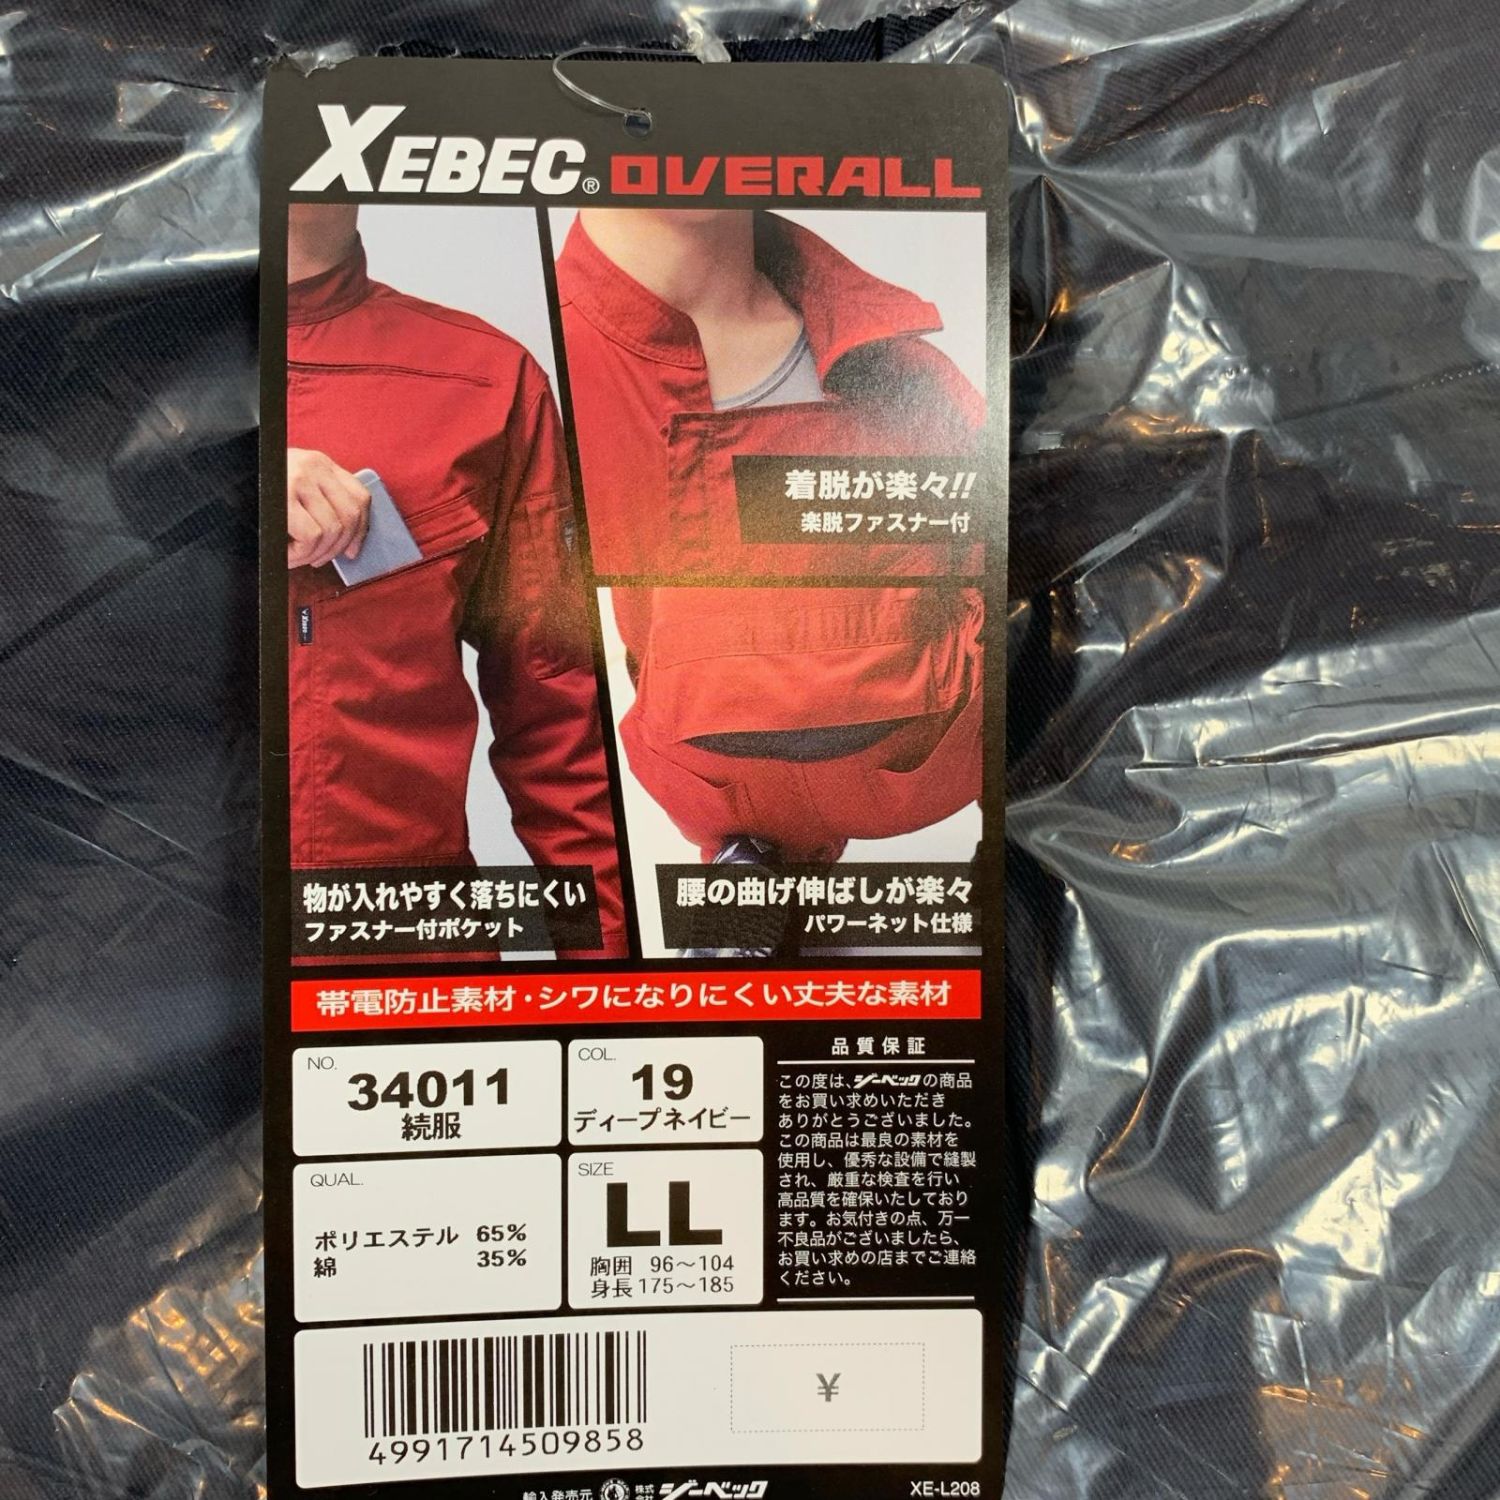 XEBEC® OVERALL
着脱が楽々!!
楽脱ファスナー付
物が入れやすく落ちにくい
ファスナー付ポケット
腰の曲げ伸ばしが楽々
パワーネット仕様
帯電防止素材・シワになりにくい丈夫な素材
NO.
34011
続服
COL.
19
ディープネイビー
QUAL.
ポリエステル 65%
綿 35%
SIZE
LL
胸囲 96～104
身長 175～185
品質保証
この度は、ジーベックの商品
をお買い求めいただき
ありがとうございました。
この商品は最良の素材を
使用し、優秀な設備で縫製
され、厳重な検査を行い
高品質を確保いたしており
ます。お気付きの点、万一
不良品がございましたら、
お買い求めの店までご連絡
ください。
4991714509858
¥
輸入発売元 株式会社 ジーベック
XE-L208